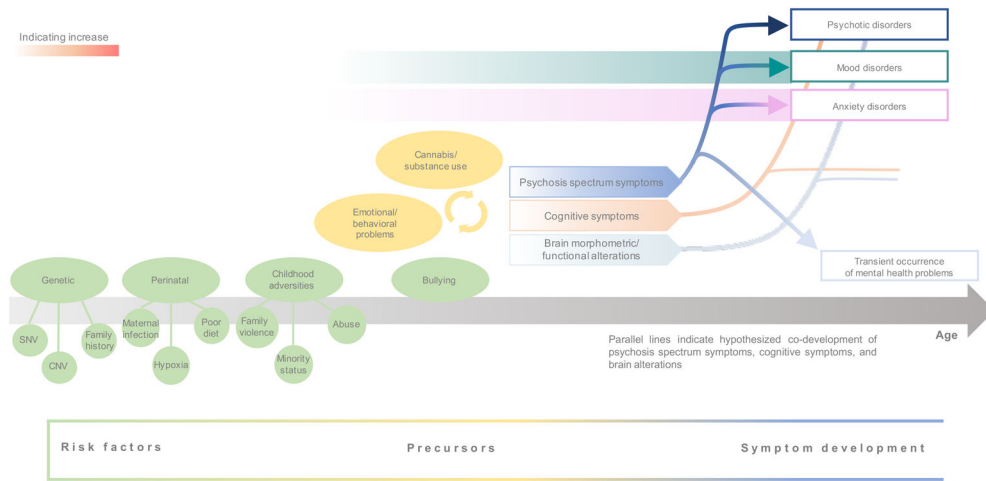 Indicating increase
Psychotic disorders
Mood disorders
Anxiety disorders
Cannabis/
substance use
Emotional/
behavioral
problems
Psychosis spectrum symptoms
Cognitive symptoms
Brain morphometric/
functional alterations
Transient occurrence
of mental health problems
Genetic
Perinatal
Childhood
adversities
Bullying
SNV
CNV
Family
history
Maternal
infection
Hypoxia
Poor
diet
Family
violence
Minority
status
Abuse
Age
Parallel lines indicate hypothesized co-development of
psychosis spectrum symptoms, cognitive symptoms, and
brain alterations
Risk factors
Precursors
Symptom development